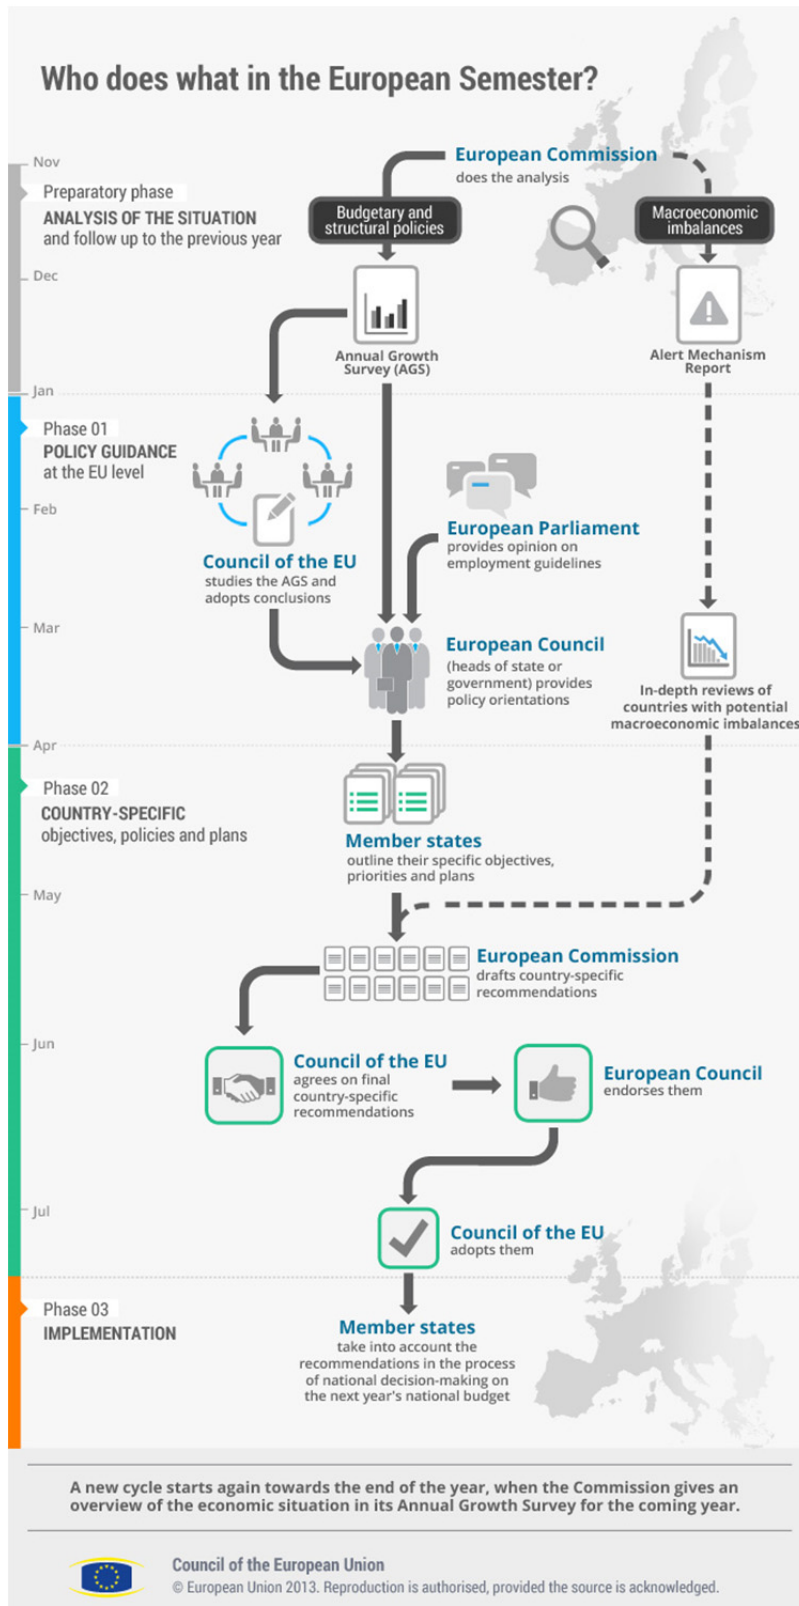 Who does what in the European Semester?
Nov
European Commission
does the analysis
Preparatory phase
ANALYSIS OF THE SITUATION
and follow up to the previous year
Budgetary and
structural policies
Macroeconomic
imbalances
Dec
Annual Growth
Survey (AGS)
Alert Mechanism
Report
Jan
Phase 01
POLICY GUIDANCE
at the EU level
Feb
Council of the EU
studies the AGS and
adopts conclusions
European Parliament
provides opinion on
employment guidelines
Mar
European Council
(heads of state or
government) provides
policy orientations
In-depth reviews of
countries with potential
macroeconomic imbalances
Apr
Phase 02
COUNTRY-SPECIFIC
objectives, policies and plans
Member states
outline their specific objectives,
priorities and plans
May
European Commission
drafts country-specific
recommendations
Jun
Council of the EU
agrees on final
country-specific
recommendations
European Council
endorses them
Jul
Council of the EU
adopts them
Phase 03
IMPLEMENTATION
Member states
take into account the
recommendations in the process
of national decision-making on
the next year's national budget
A new cycle starts again towards the end of the year, when the Commission gives an
overview of the economic situation in its Annual Growth Survey for the coming year.
Council of the European Union
© European Union 2013. Reproduction is authorised, provided the source is acknowledged.